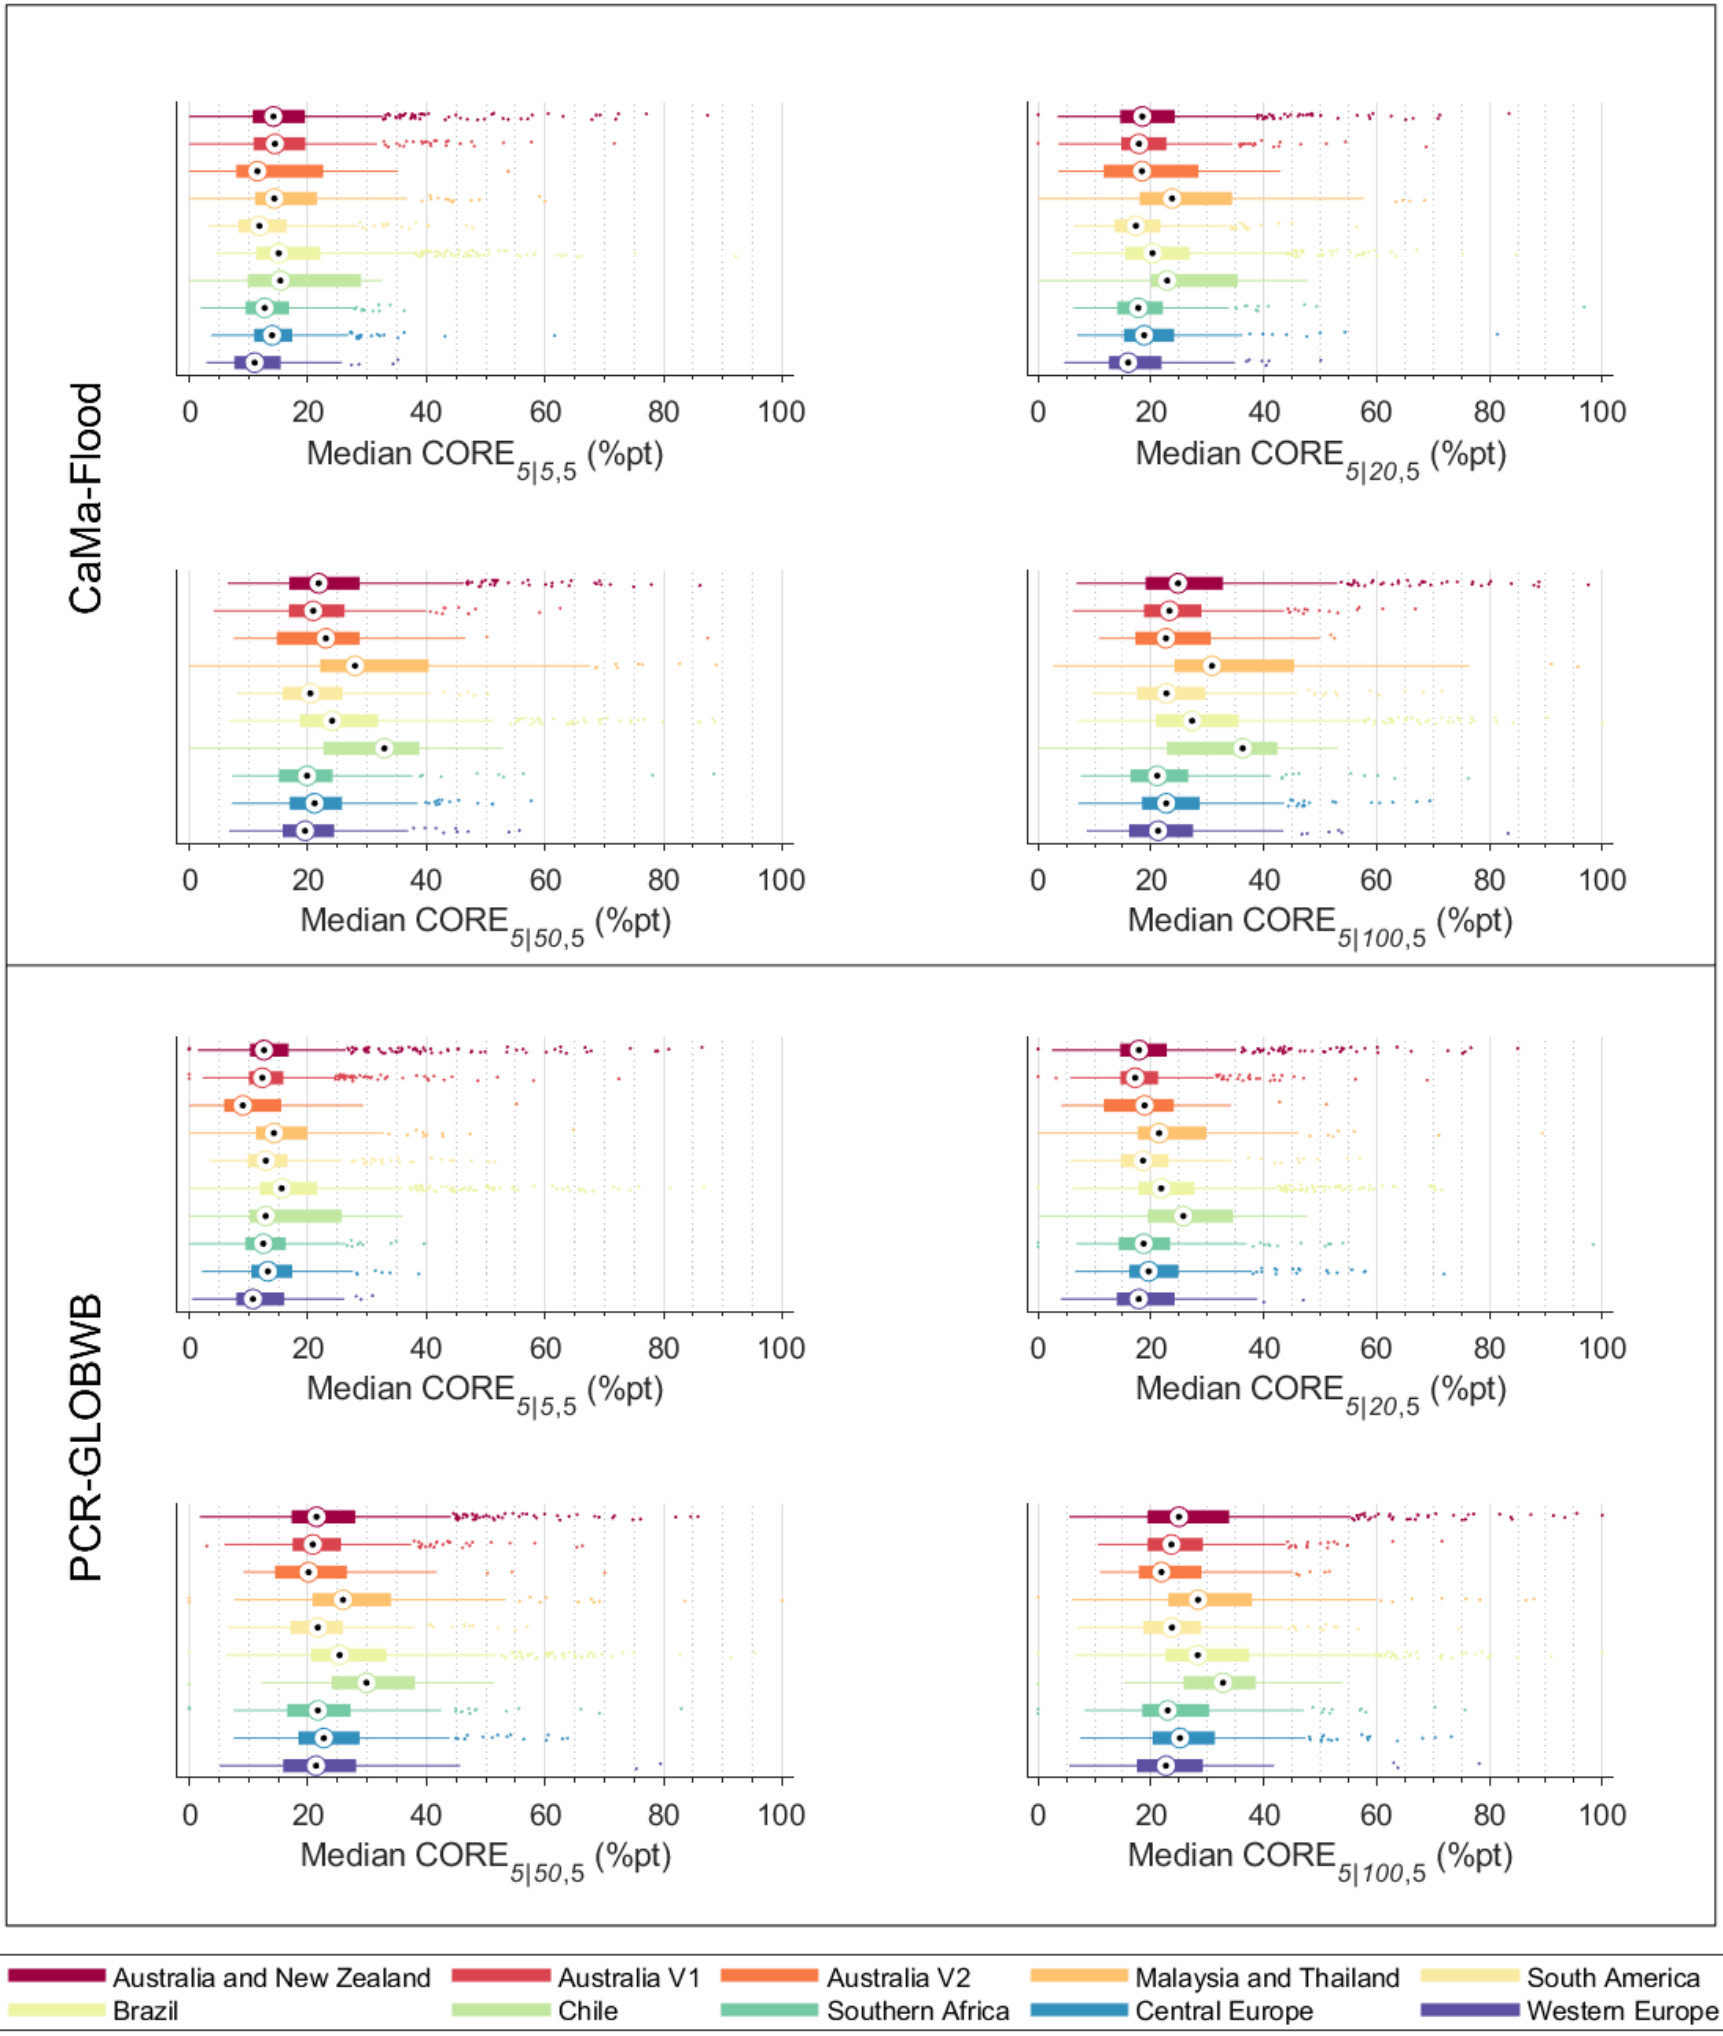 CaMa-Flood
0 20 40 60 80 100
Median CORE5|5,5 (%pt)
0 20 40 60 80 100
Median CORE5|20,5 (%pt)
0 20 40 60 80 100
Median CORE5|50,5 (%pt)
0 20 40 60 80 100
Median CORE5|100,5 (%pt)
PCR-GLOBWB
0 20 40 60 80 100
Median CORE5|5,5 (%pt)
0 20 40 60 80 100
Median CORE5|20,5 (%pt)
0 20 40 60 80 100
Median CORE5|50,5 (%pt)
0 20 40 60 80 100
Median CORE5|100,5 (%pt)
Australia and New Zealand Australia V1 Australia V2 Malaysia and Thailand South America
Brazil Chile Southern Africa Central Europe Western Europe